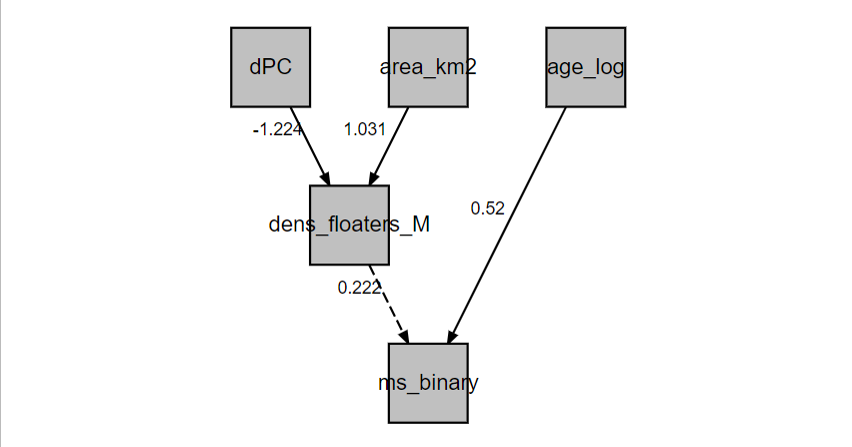 dPC
area_km2
age_log
-1.224
1.031
0.52
dens_floaters_M
0.222
ms_binary